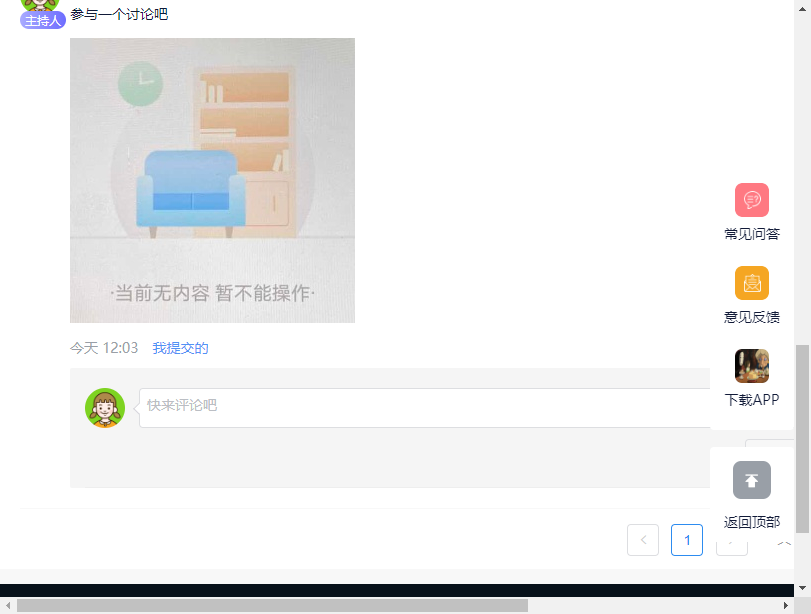 主持人
参与一个讨论吧
·当前无内容 暂不能操作·
今天 12:03 我提交的
快来评论吧
常见问答
意见反馈
下载APP
返回顶部
1